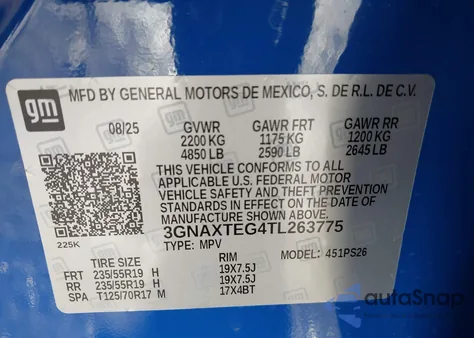 gm
MFD BY GENERAL MOTORS DE MEXICO, S. DE R.L. DE C.V.
08/25 GVWR GAWR FRT GAWR RR
2200 KG 1175 KG 1200 KG
4850 LB 2590 LB 2645 LB
THIS VEHICLE CONFORMS TO ALL
APPLICABLE U.S. FEDERAL MOTOR
VEHICLE SAFETY AND THEFT PREVENTION
STANDARDS IN EFFECT ON THE DATE OF
MANUFACTURE SHOWN ABOVE.
3GNAXTEG4TL263775
225K TYPE: MPV MODEL: 451PS26
TIRE SIZE RIM
FRT 235/55R19 H 19X7.5J
RR 235/55R19 H 19X7.5J
SPA T125/70R17 M 17X4BT
autoSnap